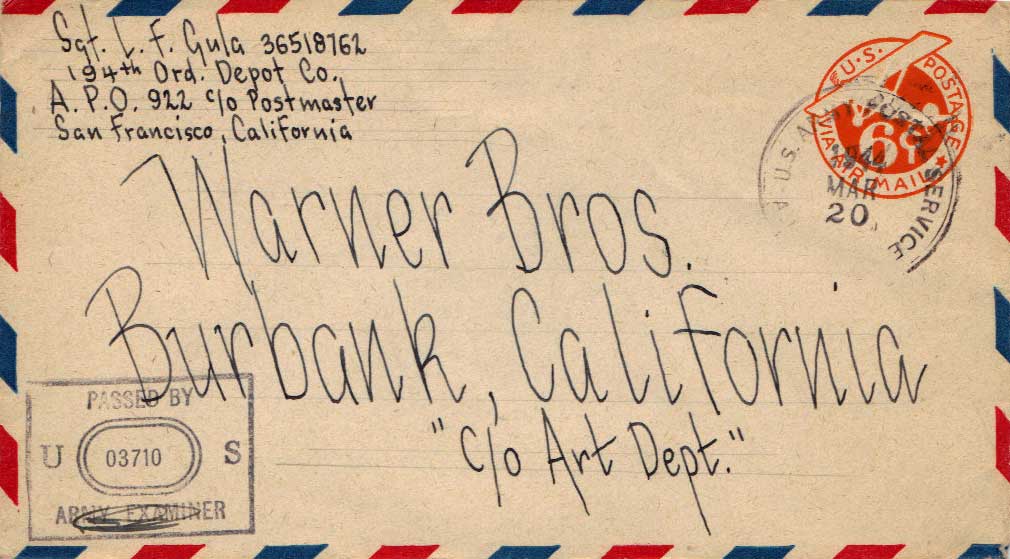 Sgt. L. F. Gula 36518762
194th Ord. Depot Co.
A. P. O. 922 c/o Postmaster
San Francisco, California
U.S. POSTAGE
6¢
VIA AIR MAIL
U.S. ARMY POSTAL SERVICE
1944
MAR
20
Warner Bros.
Burbank, California
"c/o Art Dept."
PASSED BY
U 03710 S
ARMY EXAMINER